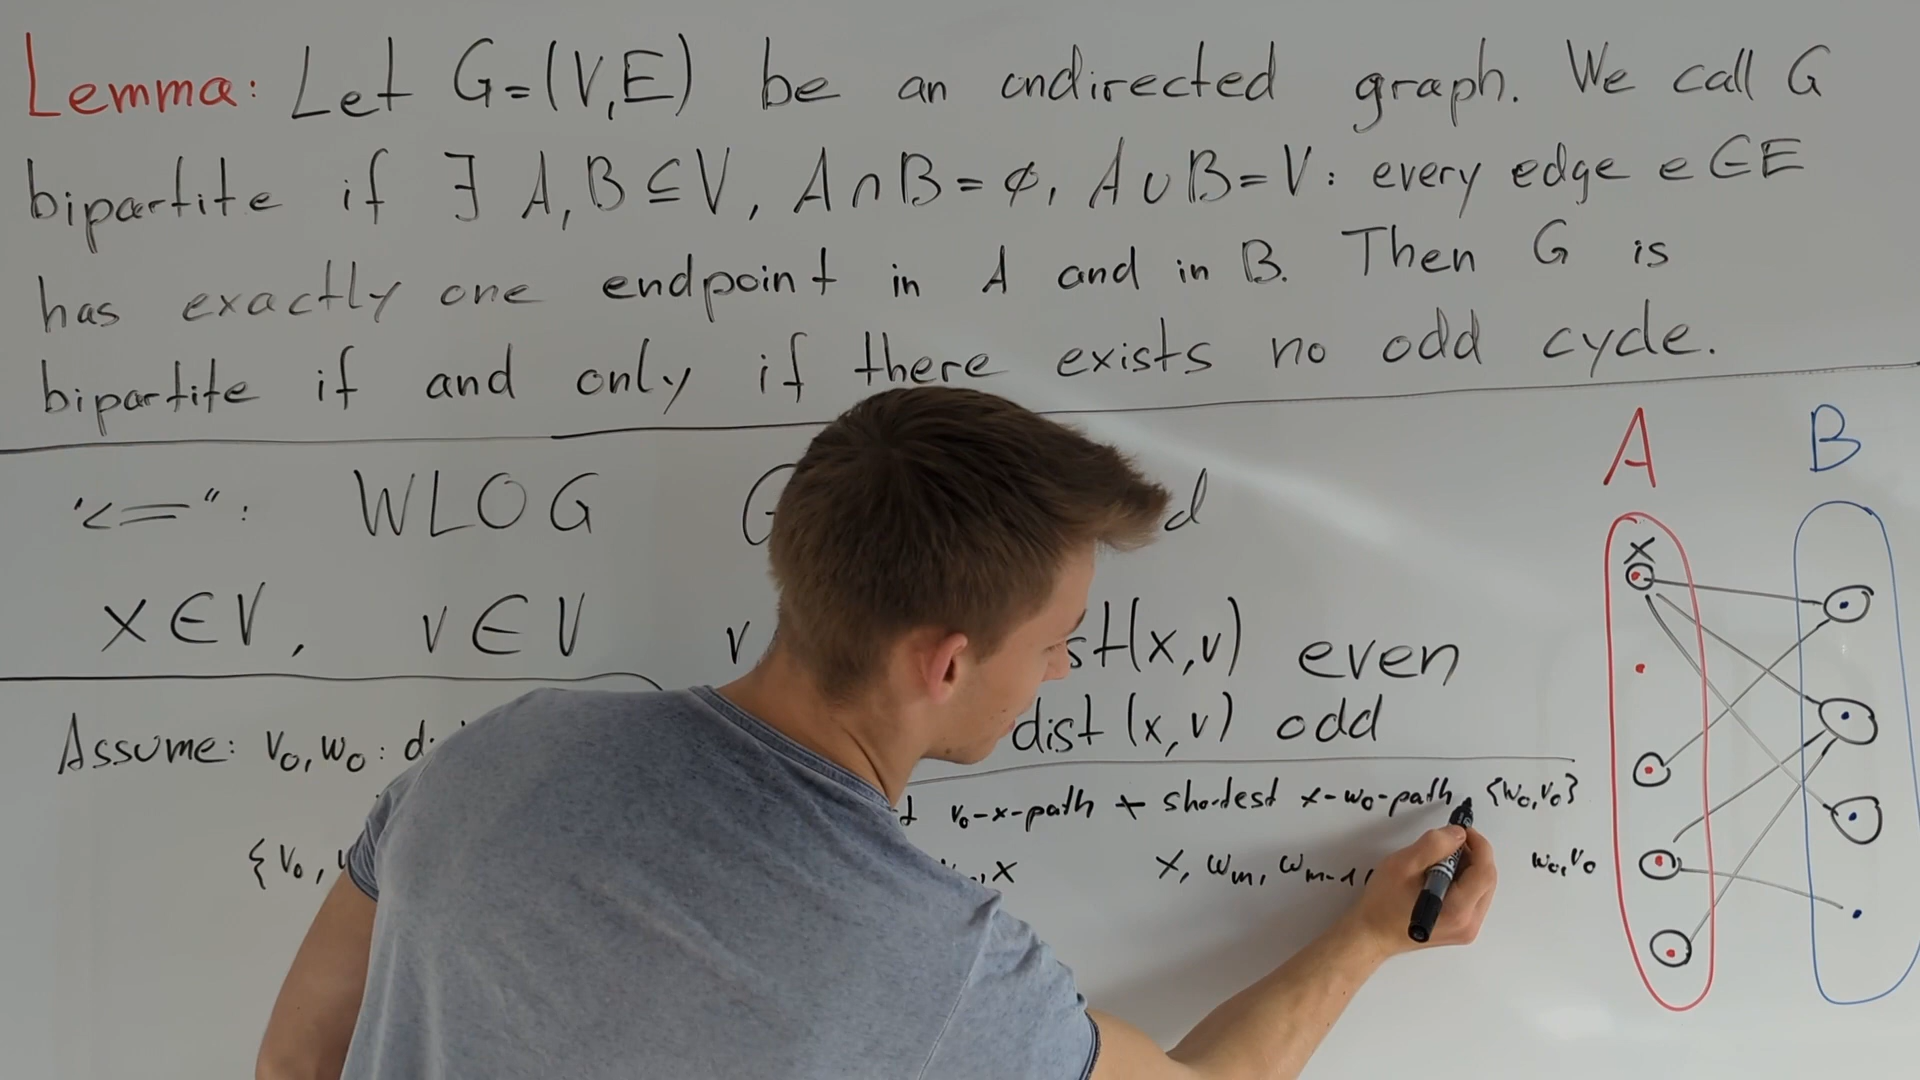 Lemma: Let G=(V,E) be an undirected graph. We call G
bipartite if ∃ A,B⊆V, A∩B=∅, A∪B=V: every edge e∈E
has exactly one endpoint in A and in B. Then G is
bipartite if and only if there exists no odd cycle.
A B
"<=": WLOG G d
x
x∈V, v∈V v st(x,v) even
dist(x,v) odd
Assume: v₀,w₀: di
v₀-x-path + shortest x-w₀-path, {w₀,v₀}
{v₀, ,x x, wₘ, wₘ₋₁, w₀,v₀